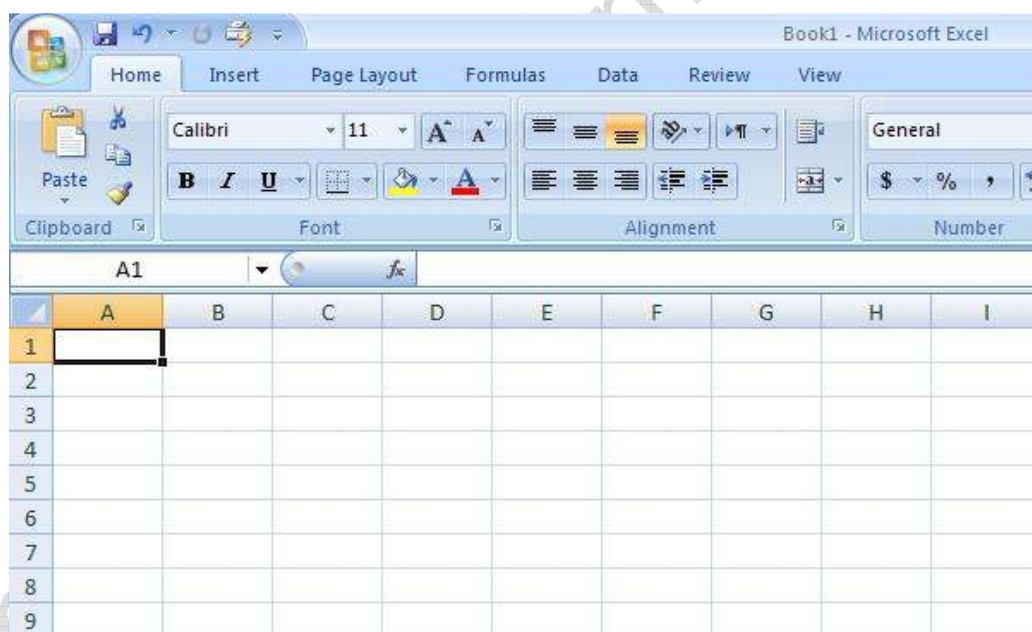 Book1 - Microsoft Excel
Home Insert Page Layout Formulas Data Review View
Calibri 11 A A General
Paste B I U A a $ % ,
Clipboard Font Alignment Number
A1 fx
A B C D E F G H I
1
2
3
4
5
6
7
8
9